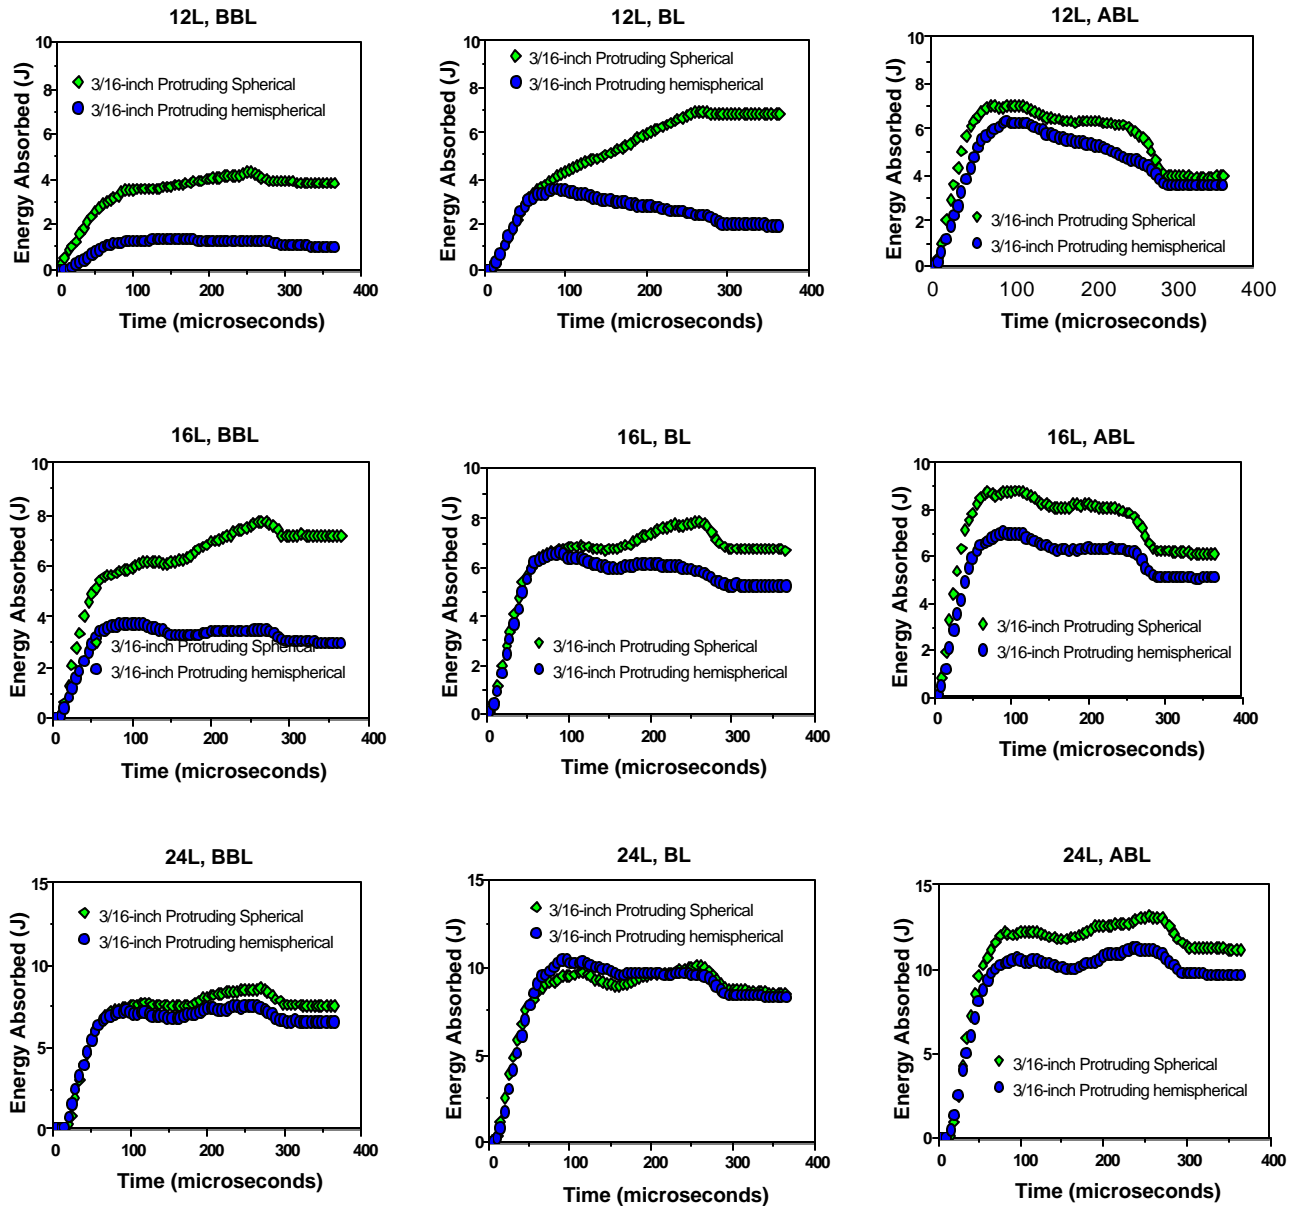 12L, BBL
10
8
6
4
2
0
Energy Absorbed (J)
3/16-inch Protruding Spherical
3/16-inch Protruding hemispherical
0 100 200 300 400
Time (microseconds)
12L, BL
10
8
6
4
2
0
Energy Absorbed (J)
3/16-inch Protruding Spherical
3/16-inch Protruding hemispherical
0 100 200 300 400
Time (microseconds)
12L, ABL
10
8
6
4
2
0
Energy Absorbed (J)
3/16-inch Protruding Spherical
3/16-inch Protruding hemispherical
0 100 200 300 400
Time (microseconds)
16L, BBL
10
8
6
4
2
0
Energy Absorbed (J)
3/16-inch Protruding Spherical
3/16-inch Protruding hemispherical
0 100 200 300 400
Time (microseconds)
16L, BL
10
8
6
4
2
0
Energy Absorbed (J)
3/16-inch Protruding Spherical
3/16-inch Protruding hemispherical
0 100 200 300 400
Time (microseconds)
16L, ABL
10
8
6
4
2
0
Energy Absorbed (J)
3/16-inch Protruding Spherical
3/16-inch Protruding hemispherical
0 100 200 300 400
Time (microseconds)
24L, BBL
15
10
5
0
Energy Absorbed (J)
3/16-inch Protruding Spherical
3/16-inch Protruding hemispherical
0 100 200 300 400
Time (microseconds)
24L, BL
15
10
5
0
Energy Absorbed (J)
3/16-inch Protruding Spherical
3/16-inch Protruding hemispherical
0 100 200 300 400
Time (microseconds)
24L, ABL
15
10
5
0
Energy Absorbed (J)
3/16-inch Protruding Spherical
3/16-inch Protruding hemispherical
0 100 200 300 400
Time (microseconds)